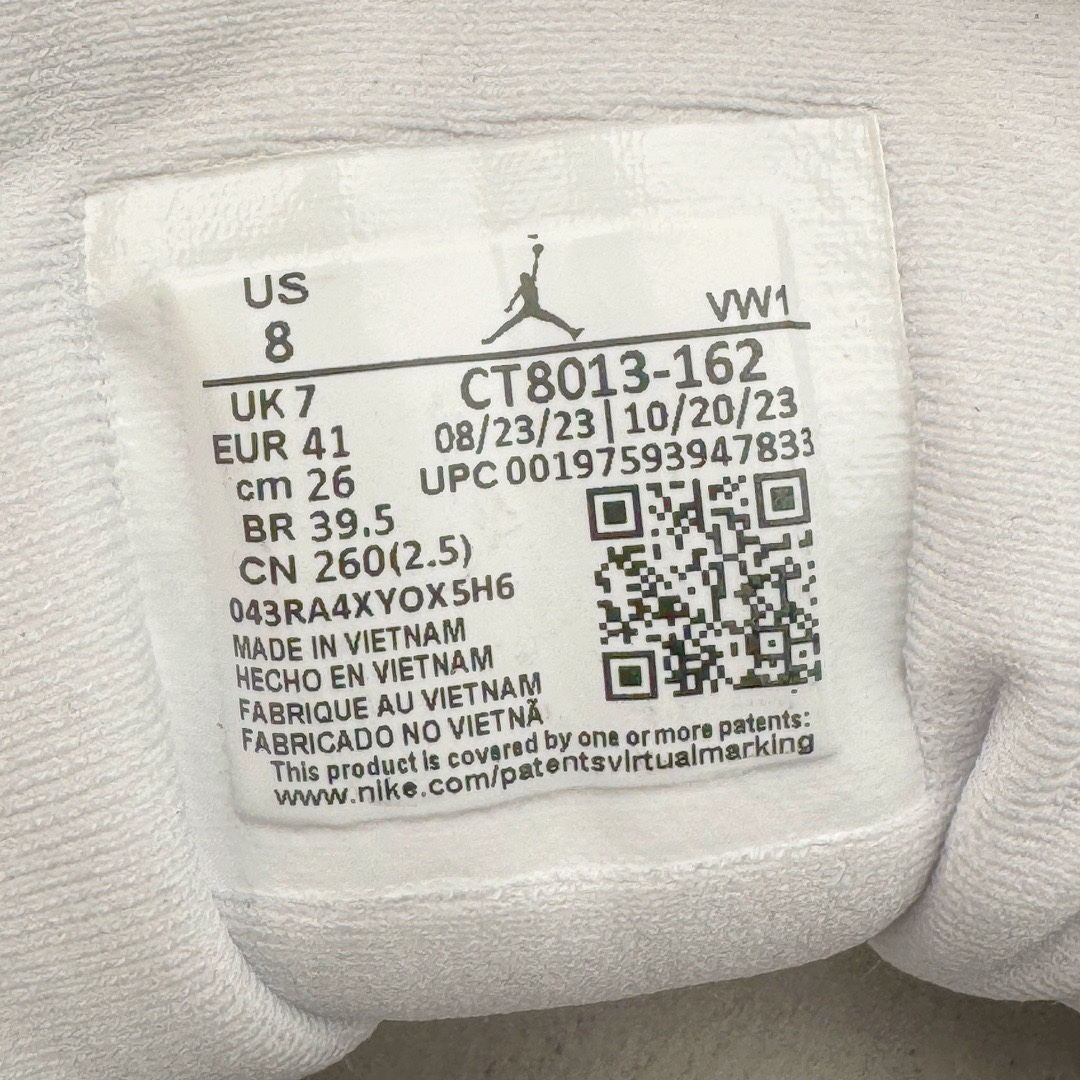 US
8
VW1
UK 7
CT8013-162
EUR 41
08/23/23 | 10/20/23
cm 26
UPC 00197593947833
BR 39.5
CN 260(2.5)
043RA4XYOX5H6
MADE IN VIETNAM
HECHO EN VIETNAM
FABRIQUE AU VIETNAM
FABRICADO NO VIETNÃ
This product is covered by one or more patents:
www.nike.com/patentsvirtualmarking